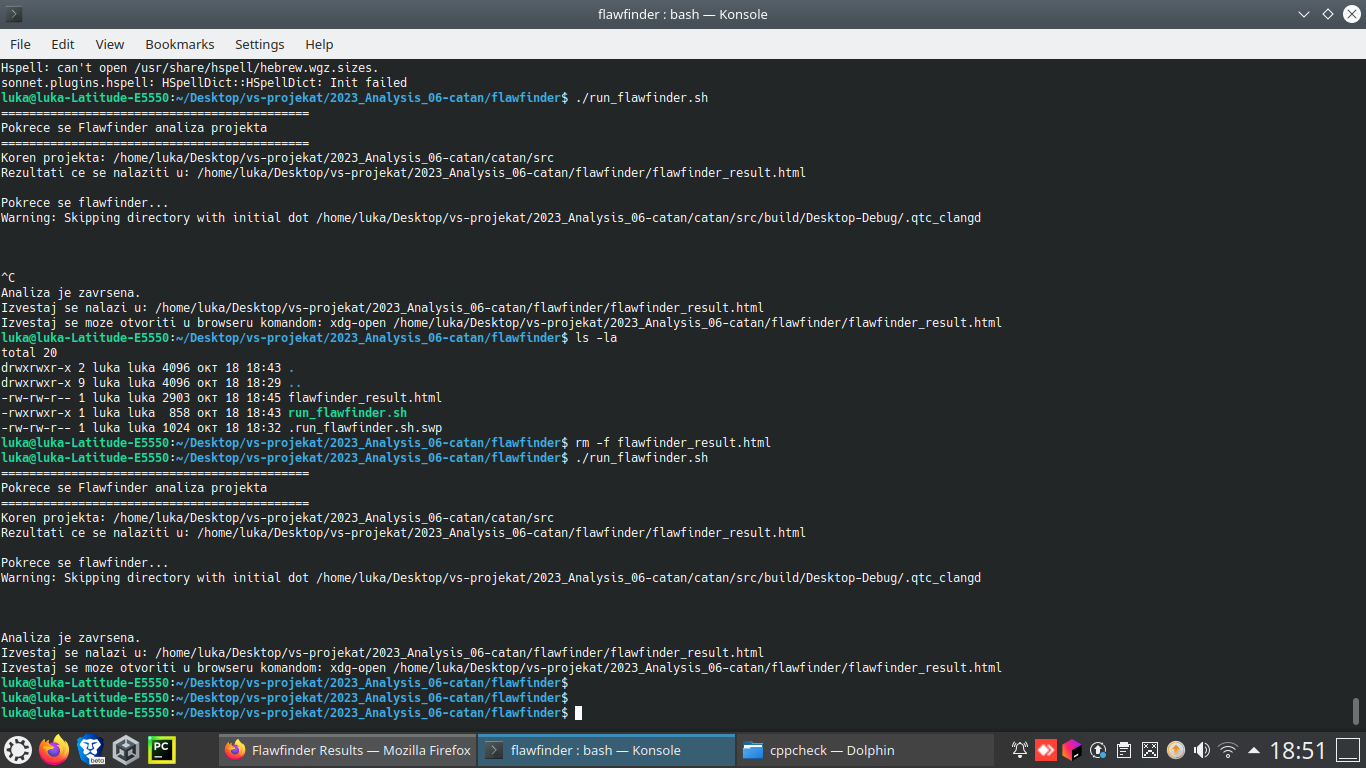 flawfinder : bash — Konsole
File Edit View Bookmarks Settings Help
Hspell: can't open /usr/share/hspell/hebrew.wgz.sizes.
sonnet.plugins.hspell: HSpellDict::HSpellDict: Init failed
luka@luka-Latitude-E5550:~/Desktop/vs-projekat/2023_Analysis_06-catan/flawfinder$ ./run_flawfinder.sh
============================================
Pokrece se Flawfinder analiza projekta
============================================
Koren projekta: /home/luka/Desktop/vs-projekat/2023_Analysis_06-catan/catan/src
Rezultati ce se nalaziti u: /home/luka/Desktop/vs-projekat/2023_Analysis_06-catan/flawfinder/flawfinder_result.html
Pokrece se flawfinder...
Warning: Skipping directory with initial dot /home/luka/Desktop/vs-projekat/2023_Analysis_06-catan/catan/src/build/Desktop-Debug/.qtc_clangd
^C
Analiza je zavrsena.
Izvestaj se nalazi u: /home/luka/Desktop/vs-projekat/2023_Analysis_06-catan/flawfinder/flawfinder_result.html
Izvestaj se moze otvoriti u browseru komandom: xdg-open /home/luka/Desktop/vs-projekat/2023_Analysis_06-catan/flawfinder/flawfinder_result.html
luka@luka-Latitude-E5550:~/Desktop/vs-projekat/2023_Analysis_06-catan/flawfinder$ ls -la
total 20
drwxrwxr-x 2 luka luka 4096 окт 18 18:43 .
drwxrwxr-x 9 luka luka 4096 окт 18 18:29 ..
-rw-rw-r-- 1 luka luka 2903 окт 18 18:45 flawfinder_result.html
-rwxrwxr-x 1 luka luka  858 окт 18 18:43 run_flawfinder.sh
-rw-rw-r-- 1 luka luka 1024 окт 18 18:32 .run_flawfinder.sh.swp
luka@luka-Latitude-E5550:~/Desktop/vs-projekat/2023_Analysis_06-catan/flawfinder$ rm -f flawfinder_result.html
luka@luka-Latitude-E5550:~/Desktop/vs-projekat/2023_Analysis_06-catan/flawfinder$ ./run_flawfinder.sh
============================================
Pokrece se Flawfinder analiza projekta
============================================
Koren projekta: /home/luka/Desktop/vs-projekat/2023_Analysis_06-catan/catan/src
Rezultati ce se nalaziti u: /home/luka/Desktop/vs-projekat/2023_Analysis_06-catan/flawfinder/flawfinder_result.html
Pokrece se flawfinder...
Warning: Skipping directory with initial dot /home/luka/Desktop/vs-projekat/2023_Analysis_06-catan/catan/src/build/Desktop-Debug/.qtc_clangd
Analiza je zavrsena.
Izvestaj se nalazi u: /home/luka/Desktop/vs-projekat/2023_Analysis_06-catan/flawfinder/flawfinder_result.html
Izvestaj se moze otvoriti u browseru komandom: xdg-open /home/luka/Desktop/vs-projekat/2023_Analysis_06-catan/flawfinder/flawfinder_result.html
luka@luka-Latitude-E5550:~/Desktop/vs-projekat/2023_Analysis_06-catan/flawfinder$
luka@luka-Latitude-E5550:~/Desktop/vs-projekat/2023_Analysis_06-catan/flawfinder$
luka@luka-Latitude-E5550:~/Desktop/vs-projekat/2023_Analysis_06-catan/flawfinder$
beta PC Flawfinder Results — Mozilla Firefox flawfinder : bash — Konsole cppcheck — Dolphin 18:51